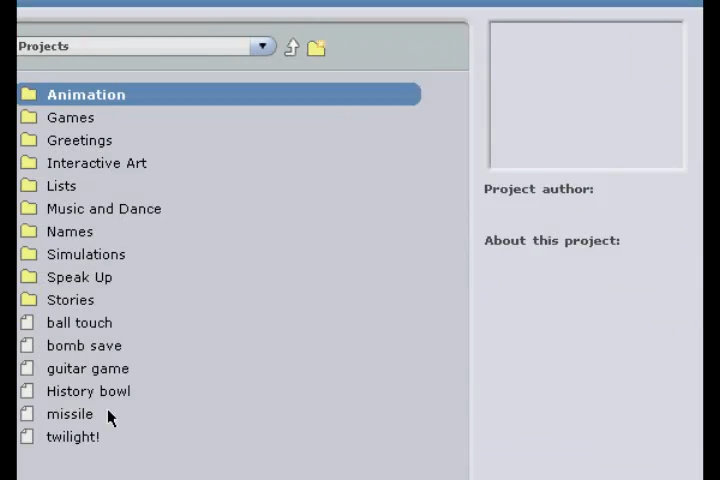 Projects
Animation
Games
Greetings
Interactive Art
Lists
Music and Dance
Names
Simulations
Speak Up
Stories
ball touch
bomb save
guitar game
History bowl
missile
twilight!
Project author:
About this project: